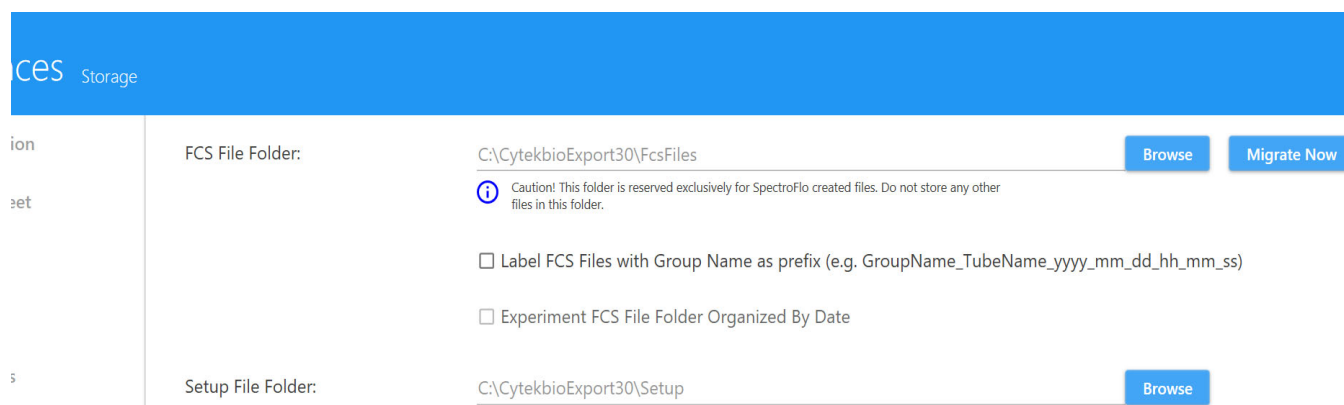 ces Storage
ion
FCS File Folder:
C:\CytekbioExport30\FcsFiles
Browse
Migrate Now
Caution! This folder is reserved exclusively for SpectroFlo created files. Do not store any other
files in this folder.
eet
Label FCS Files with Group Name as prefix (e.g. GroupName_TubeName_yyyy_mm_dd_hh_mm_ss)
Experiment FCS File Folder Organized By Date
s
Setup File Folder:
C:\CytekbioExport30\Setup
Browse